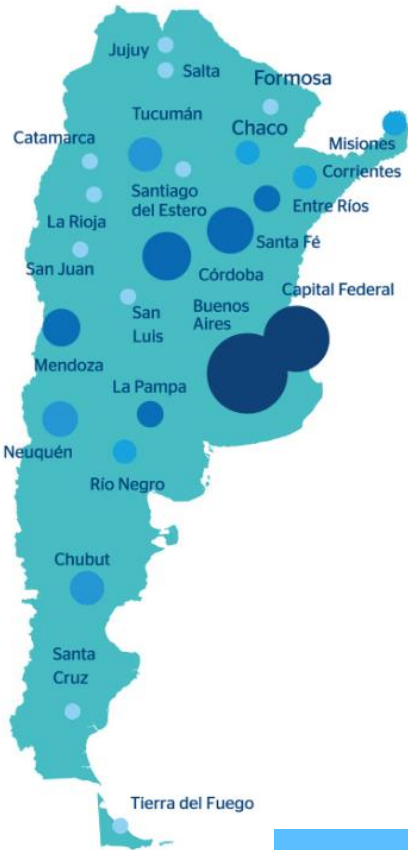 Jujuy
Salta
Formosa
Tucumán
Chaco
Catamarca
Misiones
Corrientes
Santiago
del Estero
Entre Ríos
La Rioja
Santa Fé
San Juan
Córdoba
Capital Federal
San
Luis
Buenos
Aires
Mendoza
La Pampa
Neuquén
Río Negro
Chubut
Santa
Cruz
Tierra del Fuego